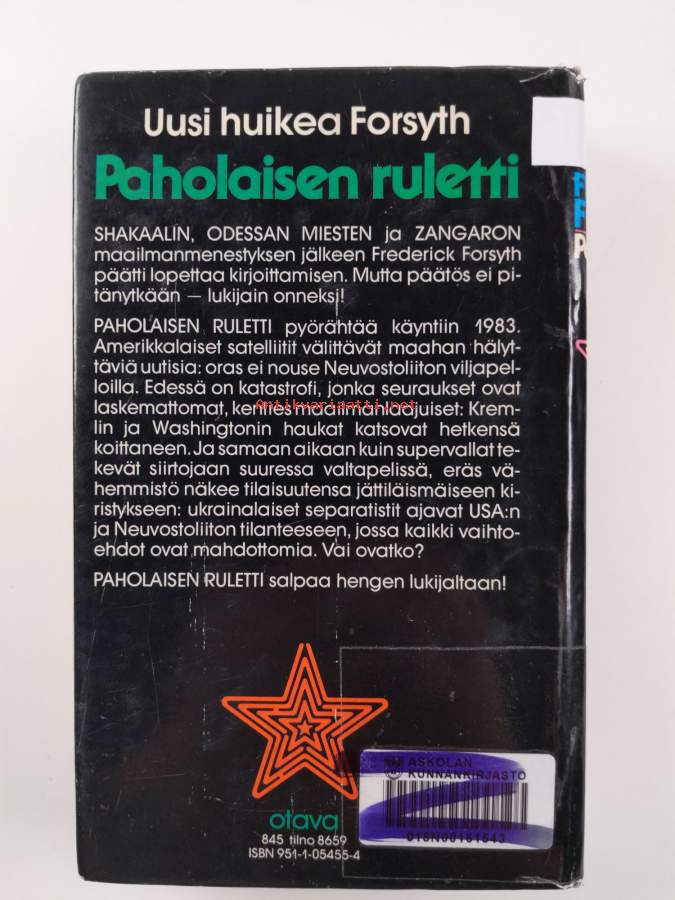 Uusi huikea Forsyth
Paholaisen ruletti
SHAKAALIN, ODESSAN MIESTEN ja ZANGARON
maailmanmenestyksen jälkeen Frederick Forsyth
päätti lopettaa kirjoittamisen. Mutta päätös ei pi-
tänytkään — lukijain onneksi!
PAHOLAISEN RULETTI pyörähtää käyntiin 1983.
Amerikkalaiset satelliitit välittävät maahan hälyt-
täviä uutisia: oras ei nouse Neuvostoliiton viljapel-
loilla. Edessä on katastrofi, jonka seuraukset ovat
Antikvariaatti.net
laskemattomat, kenties maailmanlaajuiset: Krem-
lin ja Washingtonin haukat katsovat hetkensä
koittaneen. Ja samaan aikaan kuin supervallat te-
kevät siirtojaan suuressa valtapelissä, eräs vä-
hemmistö näkee tilaisuutensa jättiläismäiseen ki-
ristykseen: ukrainalaiset separatistit ajavat USA:n
ja Neuvostoliiton tilanteeseen, jossa kaikki vaihto-
ehdot ovat mahdottomia. Vai ovatko?
PAHOLAISEN RULETTI salpaa hengen lukijaltaan!
otava
845 tilno 8659
ISBN 951-1-05455-4
ASKOLAN
KUNNANKIRJASTO
018N00161543